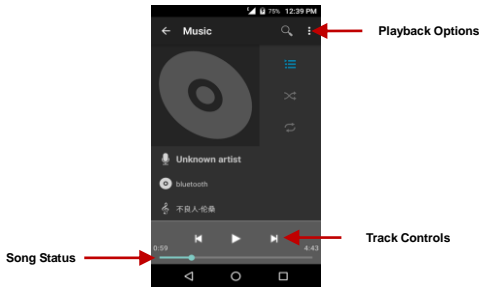 75% 12:39 PM
Music
Playback Options
Unknown artist
bluetooth
不良人-伦桑
Track Controls
0:59
4:43
Song Status